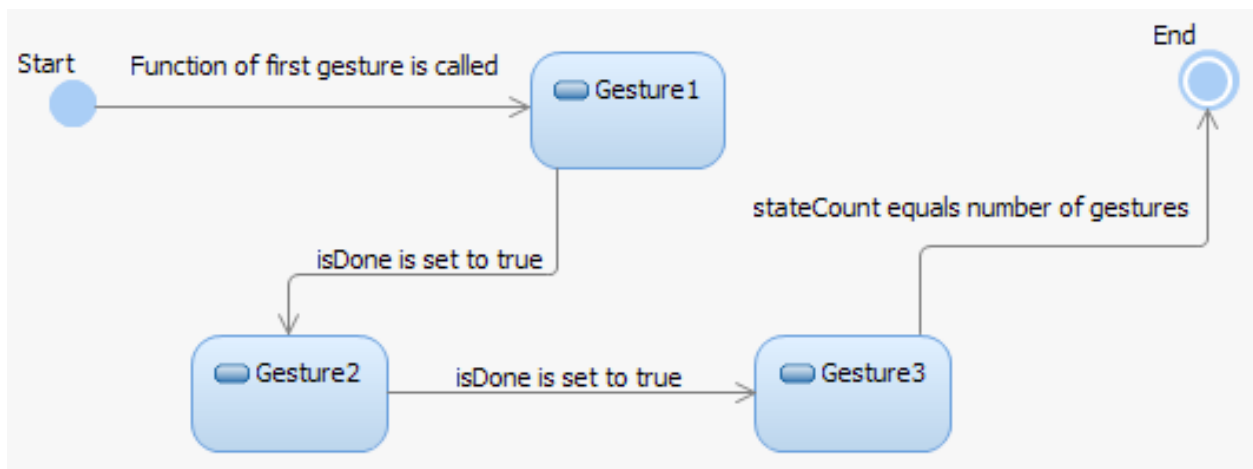 Start
Function of first gesture is called
Gesture1
End
stateCount equals number of gestures
isDone is set to true
Gesture2
isDone is set to true
Gesture3